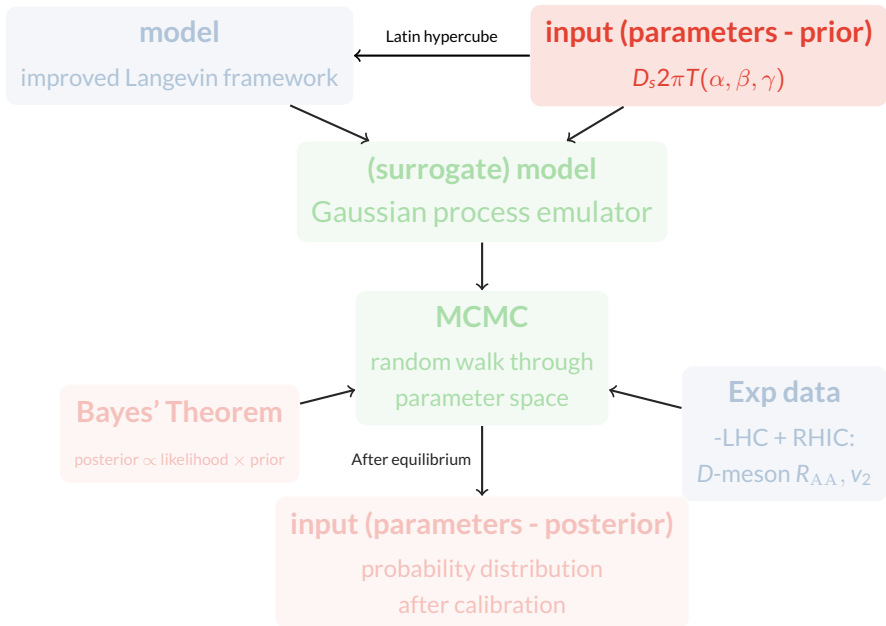 model
improved Langevin framework
Latin hypercube
input (parameters - prior)
Dₛ2πT(α, β, γ)
(surrogate) model
Gaussian process emulator
MCMC
random walk through
parameter space
Bayes’ Theorem
posterior ∝ likelihood × prior
Exp data
-LHC + RHIC:
D-meson R_AA, v₂
After equilibrium
input (parameters - posterior)
probability distribution
after calibration